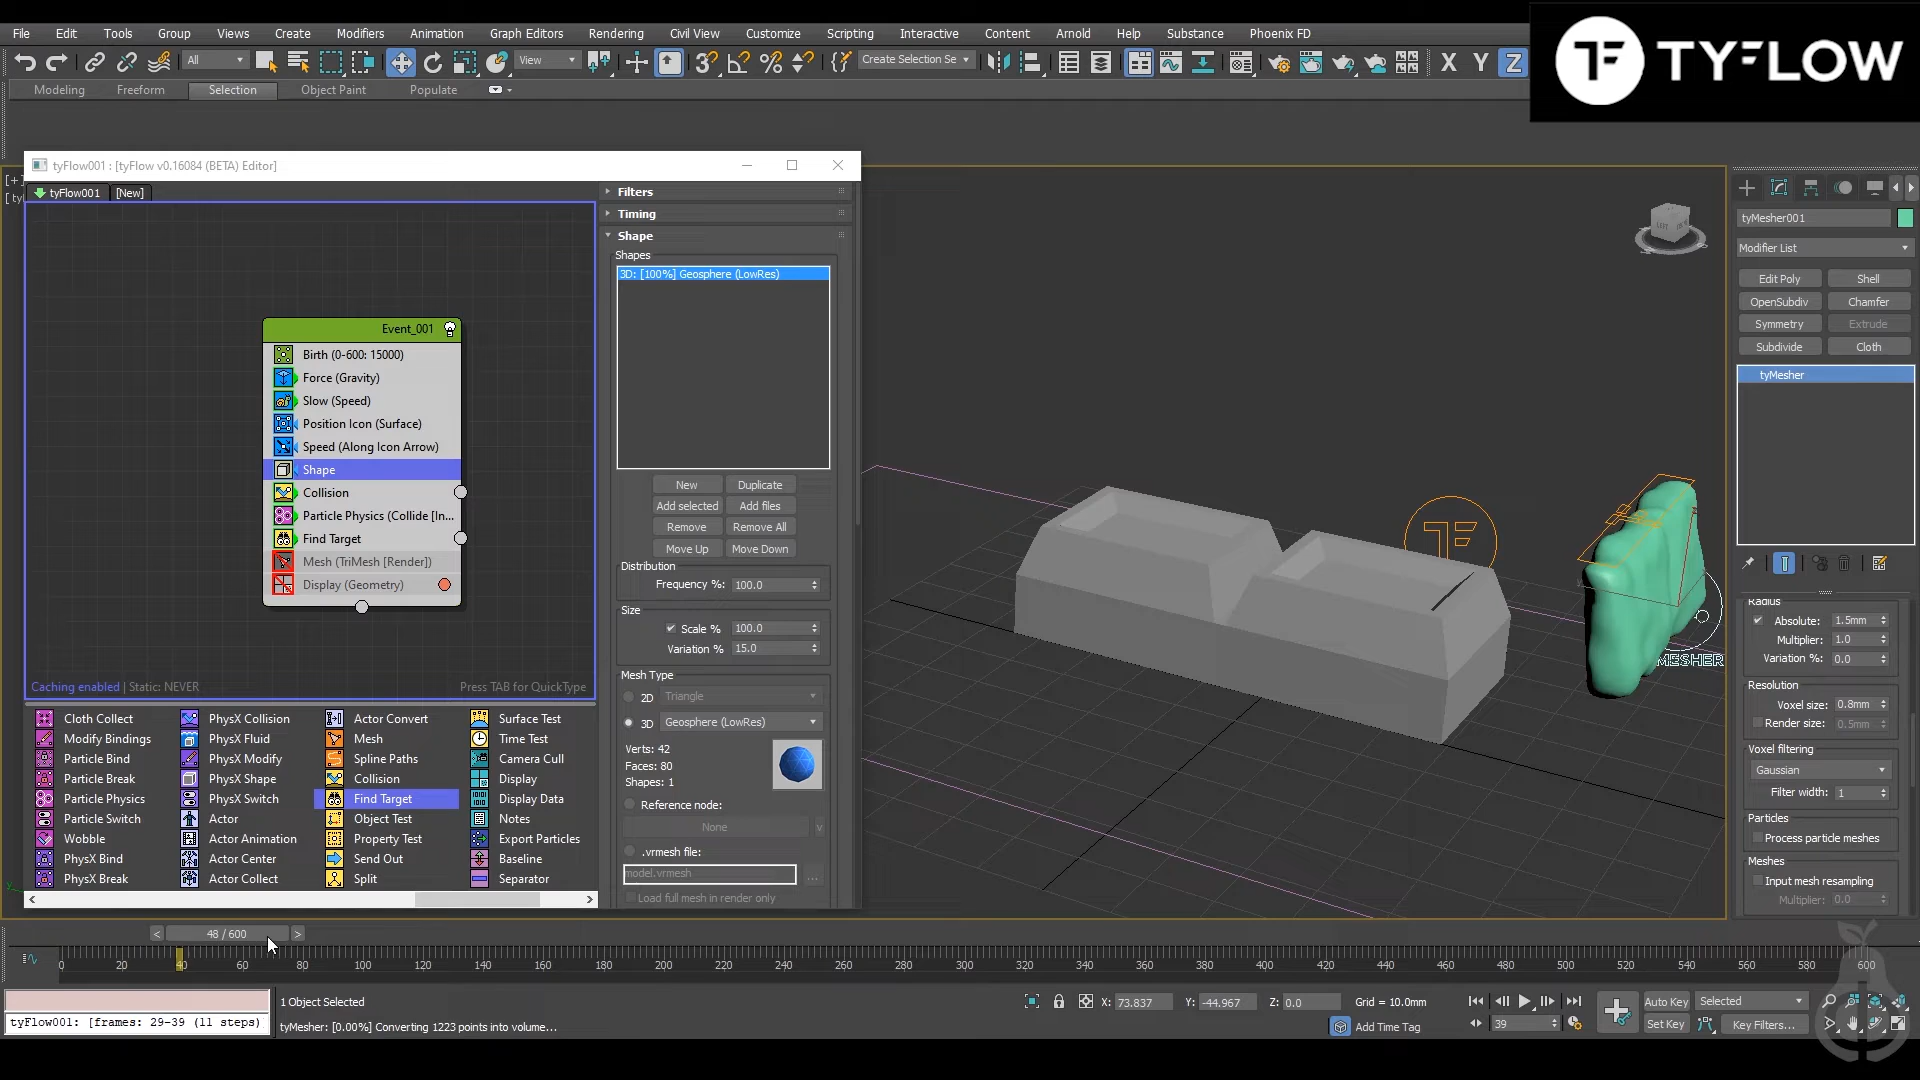 File Edit Tools Group Views Create Modifiers Animation Graph Editors Rendering Civil View Customize Scripting Interactive Content Arnold Help Substance Phoenix FD
TYFLOW
All View Create Selection Se X Y Z
Modeling Freeform Selection Object Paint Populate
tyFlow001 : [tyFlow v0.16084 (BETA) Editor]
[+]
[ty
tyFlow001 [New]
Event_001
Birth (0-600: 15000)
Force (Gravity)
Slow (Speed)
Position Icon (Surface)
Speed (Along Icon Arrow)
Shape
Collision
Particle Physics (Collide [In...
Find Target
Mesh (TriMesh [Render])
Display (Geometry)
Caching enabled | Static: NEVER Press TAB for QuickType
Cloth Collect PhysX Collision Actor Convert Surface Test
Modify Bindings PhysX Fluid Mesh Time Test
Particle Bind PhysX Modify Spline Paths Camera Cull
Particle Break PhysX Shape Collision Display
Particle Physics PhysX Switch Find Target Display Data
Particle Switch Actor Object Test Notes
Wobble Actor Animation Property Test Export Particles
PhysX Bind Actor Center Send Out Baseline
PhysX Break Actor Collect Split Separator
Filters
Timing
Shape
Shapes
3D: [100%] Geosphere (LowRes)
New Duplicate
Add selected Add files
Remove Remove All
Move Up Move Down
Distribution
Frequency %: 100.0
Size
Scale % 100.0
Variation % 15.0
Mesh Type
2D Triangle
3D Geosphere (LowRes)
Verts: 42
Faces: 80
Shapes: 1
Reference node:
None v
.vrmesh file:
model.vrmesh ...
Load full mesh in render only
MESHER
tyMesher001
Modifier List
Edit Poly Shell
OpenSubdiv Chamfer
Symmetry Extrude
Subdivide Cloth
tyMesher
Radius
Absolute: 1.5mm
Multiplier: 1.0
Variation %: 0.0
Resolution
Voxel size: 0.8mm
Render size: 0.5mm
Voxel filtering
Gaussian
Filter width: 1
Particles
Process particle meshes
Meshes
Input mesh resampling
Multiplier: 0.0
< 48 / 600 >
0 20 40 60 80 100 120 140 160 180 200 220 240 260 280 300 320 340 360 380 400 420 440 460 480 500 520 540 560 580 600
1 Object Selected X: 73.837 Y: -44.967 Z: 0.0 Grid = 10.0mm Auto Key Selected
tyFlow001: [frames: 29-39 (11 steps) tyMesher: [0.00%] Converting 1223 points into volume... Add Time Tag 39 Set Key Key Filters...